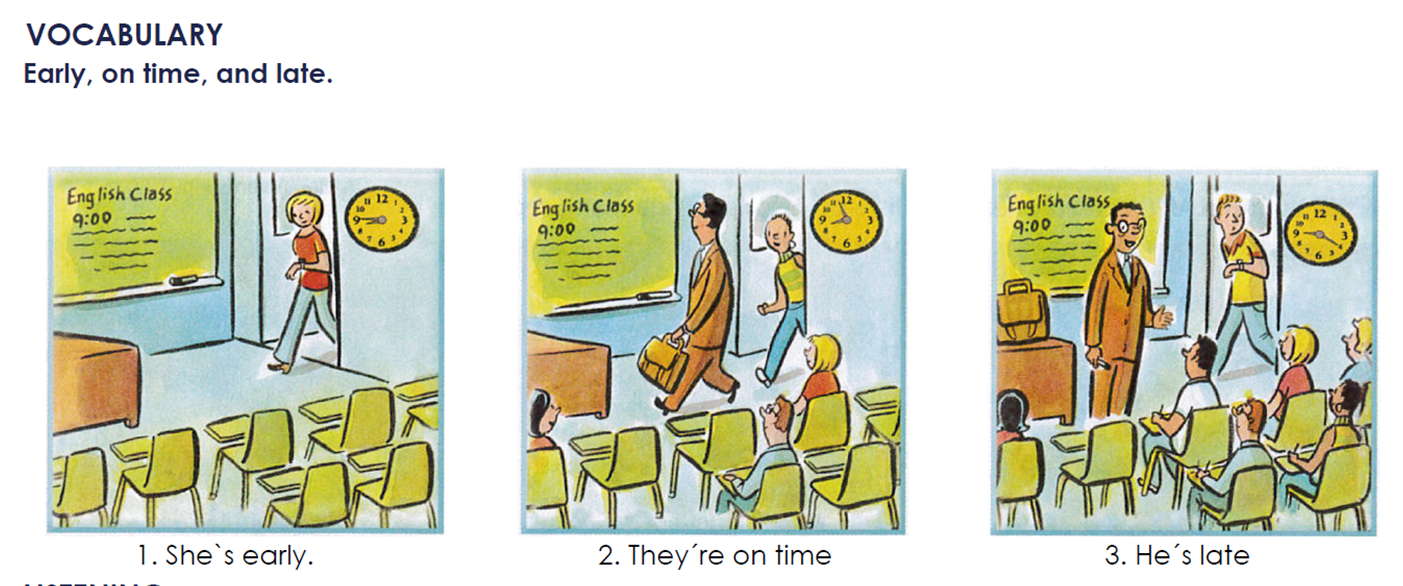 VOCABULARY
Early, on time, and late.
English Class
9:00
English Class
9:00
English Class
9:00
1. She`s early.
2. They´re on time
3. He´s late